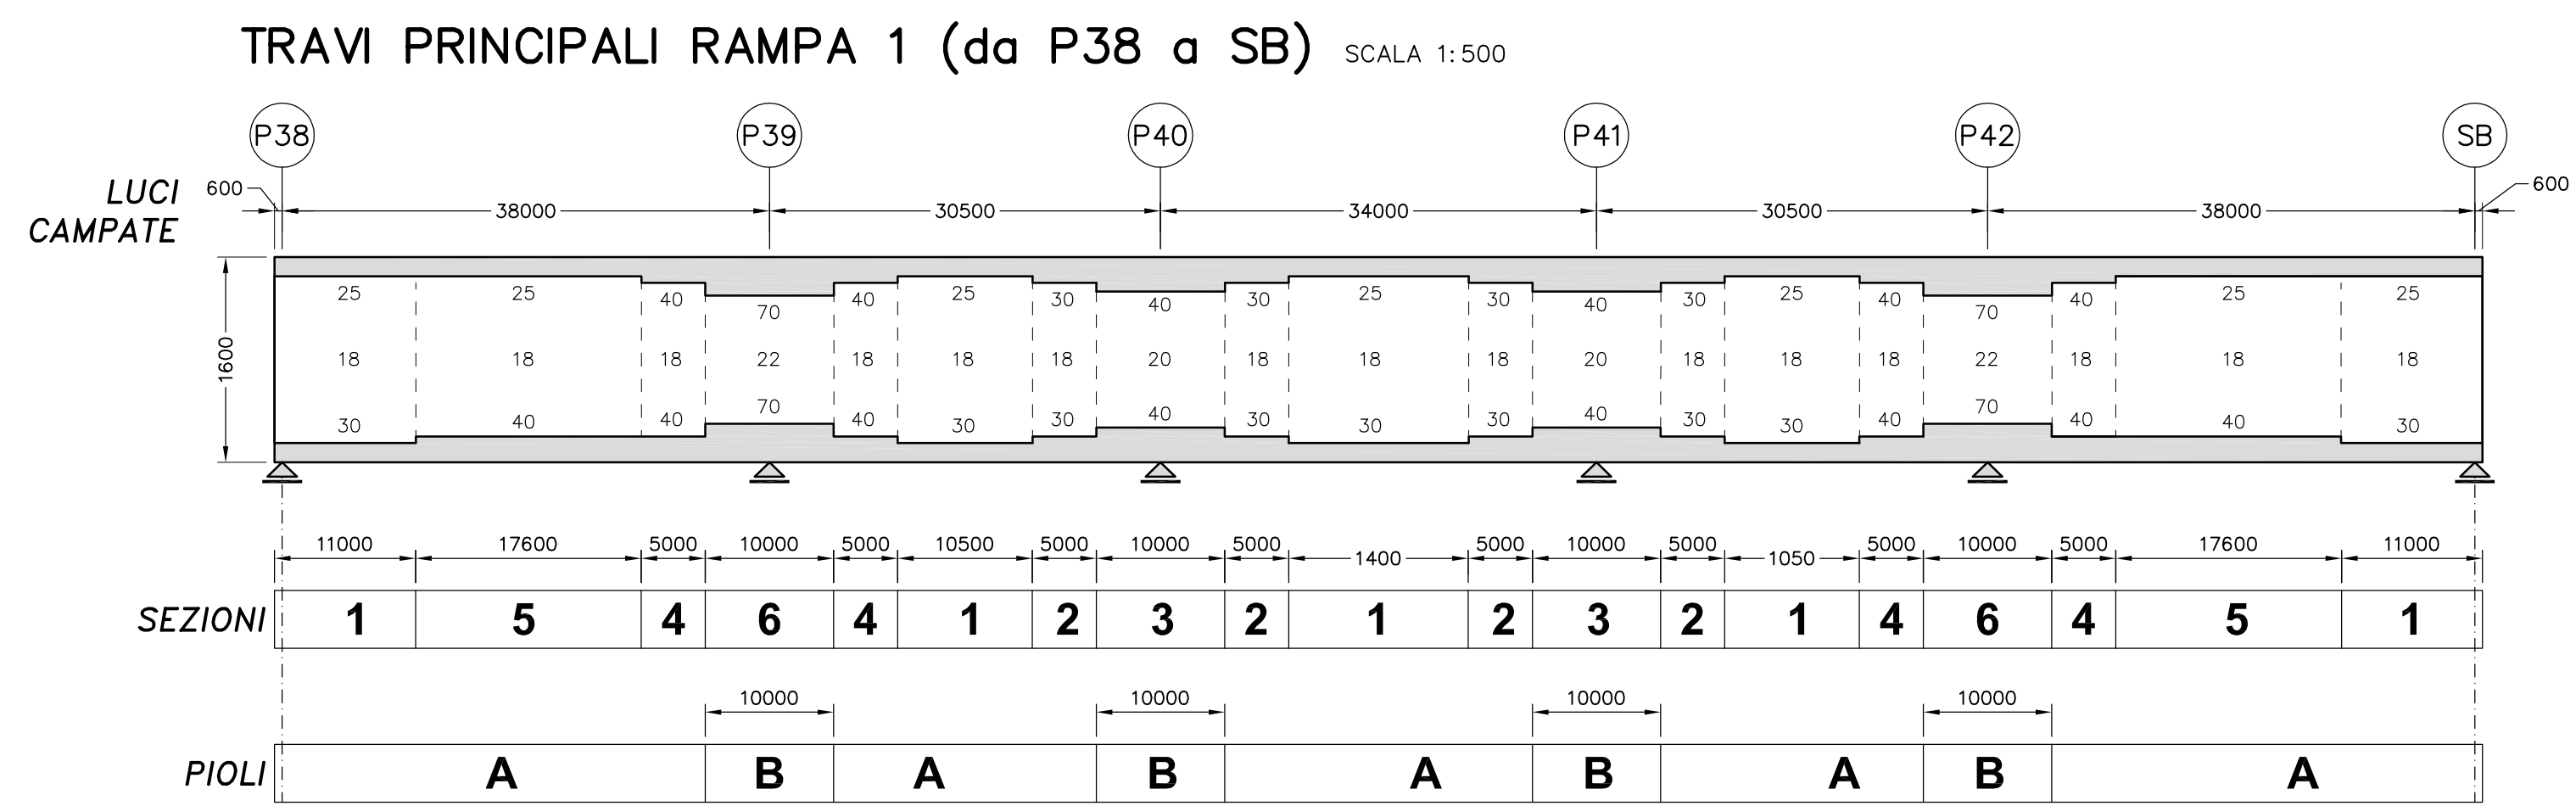 TRAVI PRINCIPALI RAMPA 1 (da P38 a SB) SCALA 1:500
P38 P39 P40 P41 P42 SB
LUCI CAMPATE
600 38000 30500 34000 30500 38000 600
1600
25 25 40 70 40 25 30 40 30 25 30 40 30 25 40 70 40 25 25
18 18 18 22 18 18 18 20 18 18 18 20 18 18 18 22 18 18 18
30 40 40 70 40 30 30 40 30 30 30 40 30 30 40 70 40 40 30
11000 17600 5000 10000 5000 10500 5000 10000 5000 1400 5000 10000 5000 1050 5000 10000 5000 17600 11000
SEZIONI 1 5 4 6 4 1 2 3 2 1 2 3 2 1 4 6 4 5 1
10000 10000 10000 10000
PIOLI A B A B A B A B A